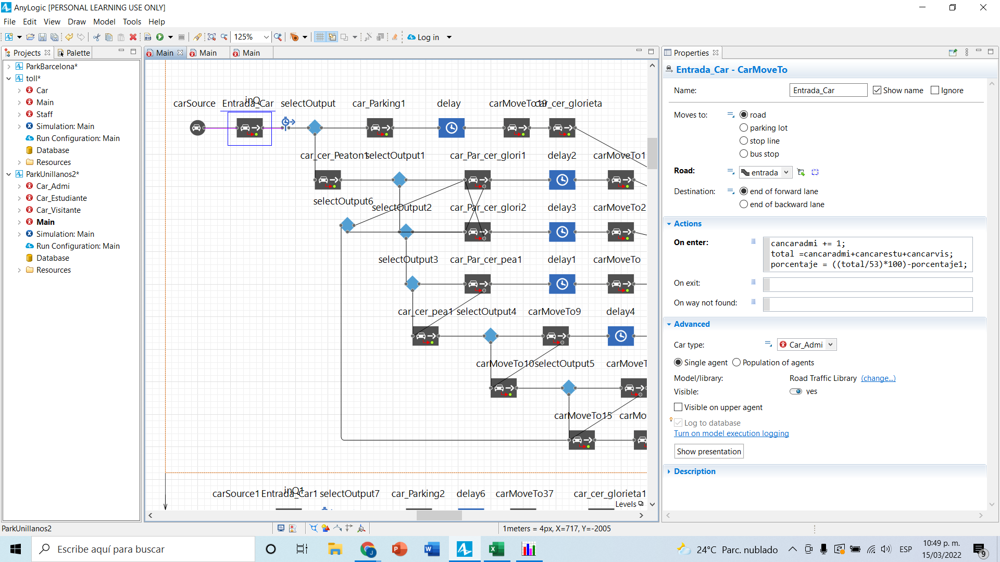 AnyLogic [PERSONAL LEARNING USE ONLY]
File Edit View Draw Model Tools Help
125%
Log in
Projects
Palette
Main
Main
Main
Properties
ParkBarcelona*
toll*
Car
Main
Staff
Simulation: Main
Run Configuration: Main
Database
Resources
ParkUnillanos2*
Car_Admi
Car_Estudiante
Car_Visitante
Main
Simulation: Main
Run Configuration: Main
Database
Resources
inQ
carSource Entrada_Car selectOutput car_Parking1 delay carMoveTo19 car_cer_glorieta
car_cer_Peaton1 selectOutput1 car_Par_cer_glori1 delay2 carMoveTo1
selectOutput6
selectOutput2 car_Par_cer_glori2 delay3 carMoveTo2
selectOutput3 car_Par_cer_pea1 delay1 carMoveTo
car_cer_pea1 selectOutput4 carMoveTo9 delay4
carMoveTo10 selectOutput5 carMoveT
carMoveTo15 carMo
inQ1
carSource1 Entrada_Car1 selectOutput7 car_Parking2 delay6 carMoveTo37 car_cer_glorieta1
Levels
Entrada_Car - CarMoveTo
Name: Entrada_Car Show name Ignore
Moves to: road
parking lot
stop line
bus stop
Road: entrada
Destination: end of forward lane
end of backward lane
Actions
On enter: cancaradmi += 1;
total =cancaradmi+cancarestu+cancarvis;
porcentaje = ((total/53)*100)-porcentaje1;
On exit:
On way not found:
Advanced
Car type: Car_Admi
Single agent Population of agents
Model/library: Road Traffic Library (change...)
Visible: yes
Visible on upper agent
Log to database
Turn on model execution logging
Show presentation
Description
ParkUnillanos2
1meters = 4px, X=717, Y=-2005
Escribe aquí para buscar
24°C Parc. nublado
ESP
10:49 p. m.
15/03/2022
9